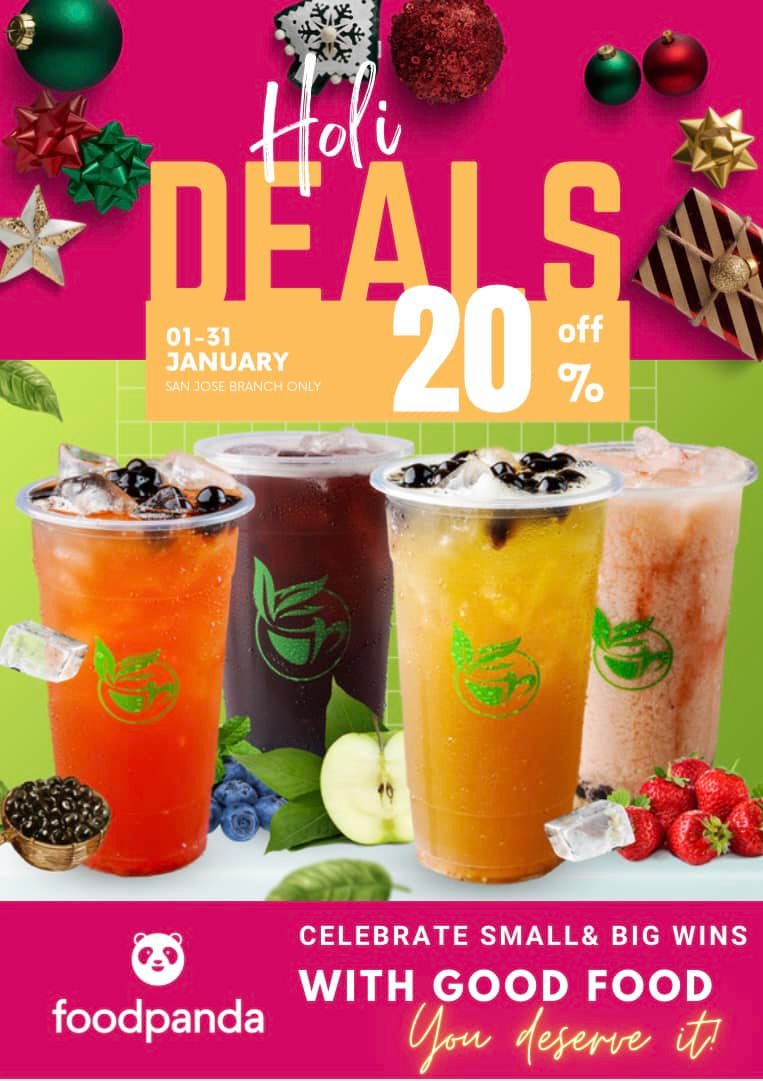 Holi
DEALS
01-31
JANUARY
SAN JOSE BRANCH ONLY
20
off
%
foodpanda
CELEBRATE SMALL& BIG WINS
WITH GOOD FOOD
You deserve it!